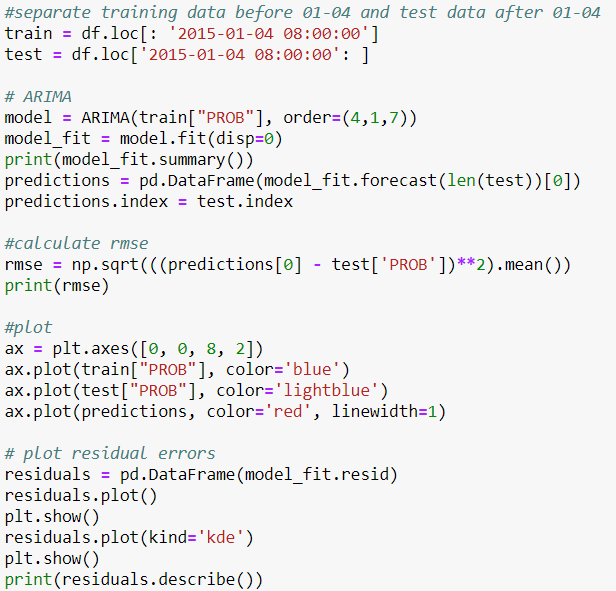 #separate training data before 01-04 and test data after 01-04
train = df.loc[: '2015-01-04 08:00:00']
test = df.loc['2015-01-04 08:00:00': ]
# ARIMA
model = ARIMA(train["PROB"], order=(4,1,7))
model_fit = model.fit(disp=0)
print(model_fit.summary())
predictions = pd.DataFrame(model_fit.forecast(len(test))[0])
predictions.index = test.index
#calculate rmse
rmse = np.sqrt(((predictions[0] - test['PROB'])**2).mean())
print(rmse)
#plot
ax = plt.axes([0, 0, 8, 2])
ax.plot(train["PROB"], color='blue')
ax.plot(test["PROB"], color='lightblue')
ax.plot(predictions, color='red', linewidth=1)
# plot residual errors
residuals = pd.DataFrame(model_fit.resid)
residuals.plot()
plt.show()
residuals.plot(kind='kde')
plt.show()
print(residuals.describe())